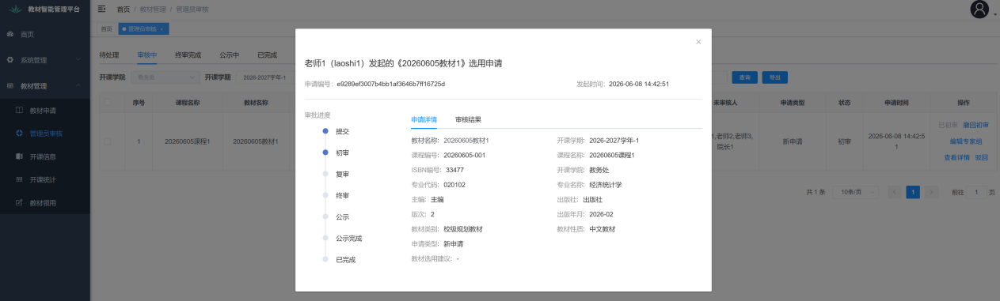 教材智能管理平台
首页 / 教材管理 / 管理员审核
首页
管理员审核 ×
首页
系统管理
教材管理
教材申请
管理员审核
开课信息
开课统计
教材领用
待处理 审核中 终审完成 公示中 已完成
开课学院 教务处 开课学期 2026-2027学年-1 查询 导出
序号 课程名称 教材名称 未审核人 申请类型 状态 申请时间 操作
1 20260605课程1 20260605教材1 1,老师2,老师3,院长1 新申请 初审 2026-06-08 14:42:51
已初审 撤回初审
编辑专家组
查看详情 驳回
共 1 条 10条/页 < 1 > 前往 1 页
×
老师1（laoshi1）发起的《20260605教材1》选用申请
申请编号: e9289ef3007b4bb1af3646b7ff16725d 发起时间: 2026-06-08 14:42:51
审批进度
提交
初审
复审
终审
公示
公示完成
已完成
申请详情 审核结果
教材名称: 20260605教材1 开课学期: 2026-2027学年-1
课程编号: 20260605-001 课程名称: 20260605课程1
ISBN编号: 33477 开课学院: 教务处
专业代码: 020102 专业名称: 经济统计学
主编: 主编 出版社: 出版社
版次: 2 出版年月: 2026-02
教材类别: 校级规划教材 教材性质: 中文教材
申请类型: 新申请
教材选用建议: -